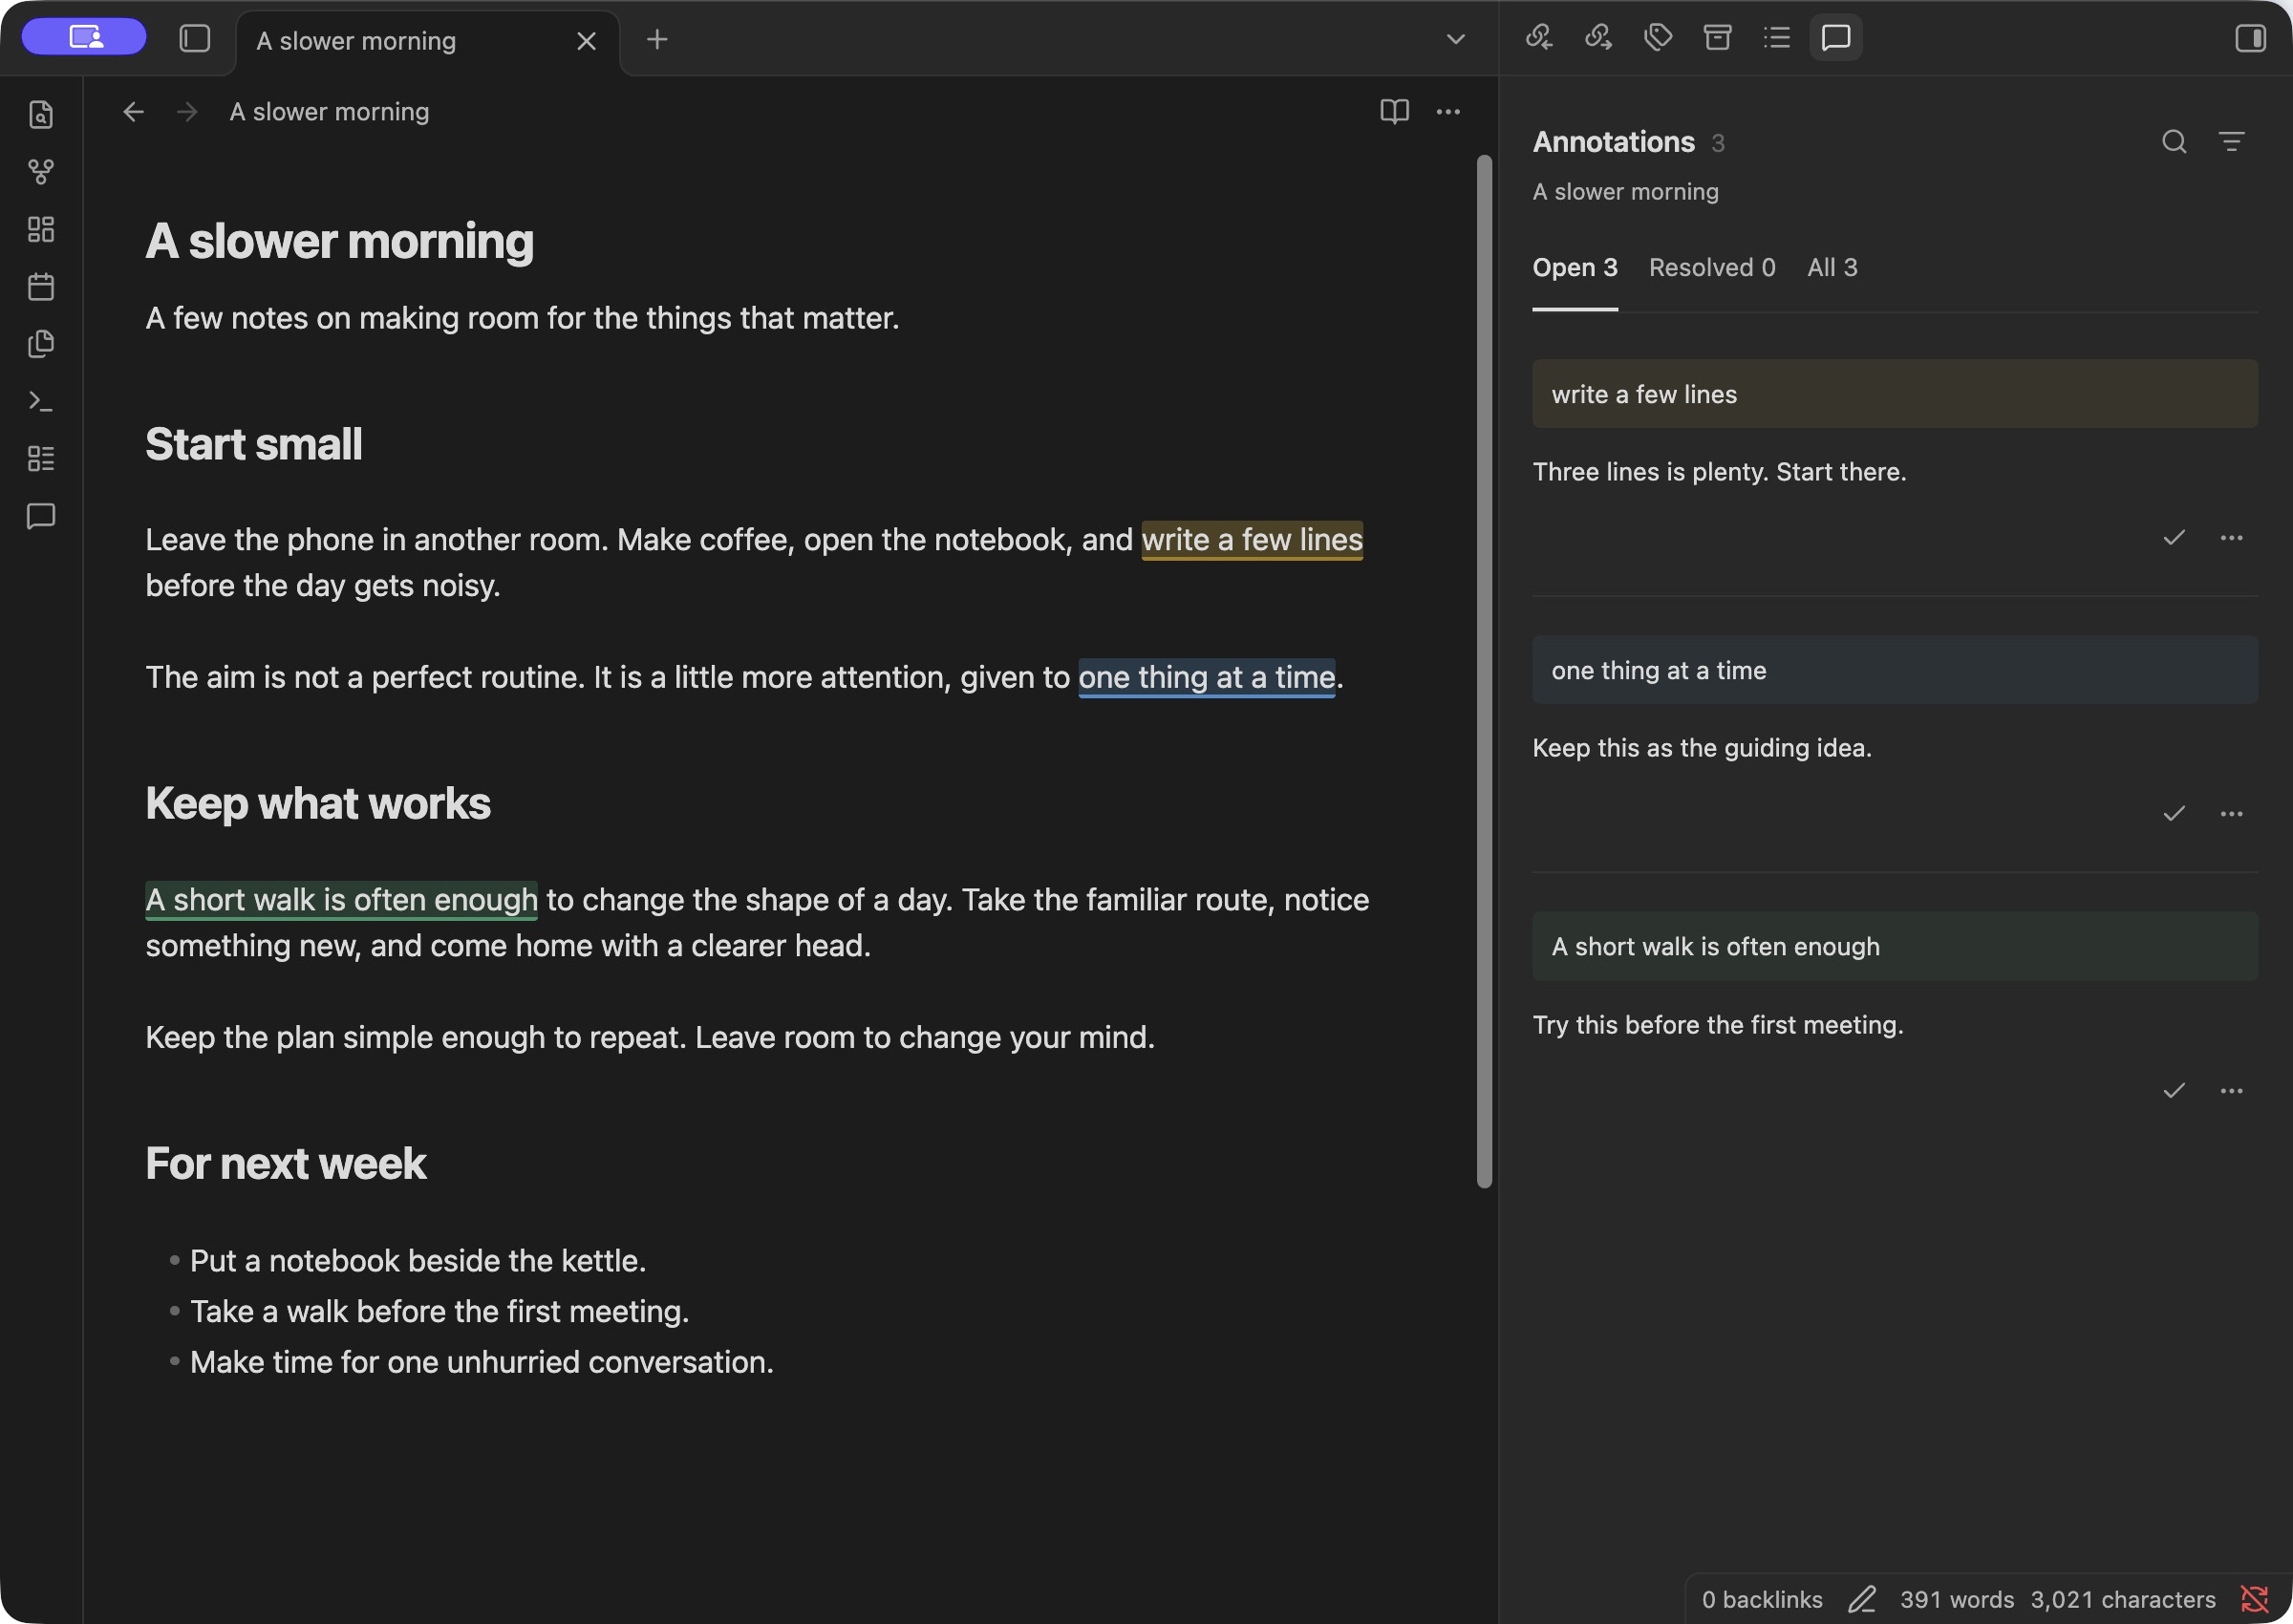 A slower morning
A slower morning
A slower morning
A few notes on making room for the things that matter.
Start small
Leave the phone in another room. Make coffee, open the notebook, and write a few lines
before the day gets noisy.
The aim is not a perfect routine. It is a little more attention, given to one thing at a time.
Keep what works
A short walk is often enough to change the shape of a day. Take the familiar route, notice
something new, and come home with a clearer head.
Keep the plan simple enough to repeat. Leave room to change your mind.
For next week
Put a notebook beside the kettle.
Take a walk before the first meeting.
Make time for one unhurried conversation.
Annotations 3
A slower morning
Open 3 Resolved 0 All 3
write a few lines
Three lines is plenty. Start there.
one thing at a time
Keep this as the guiding idea.
A short walk is often enough
Try this before the first meeting.
0 backlinks 391 words 3,021 characters